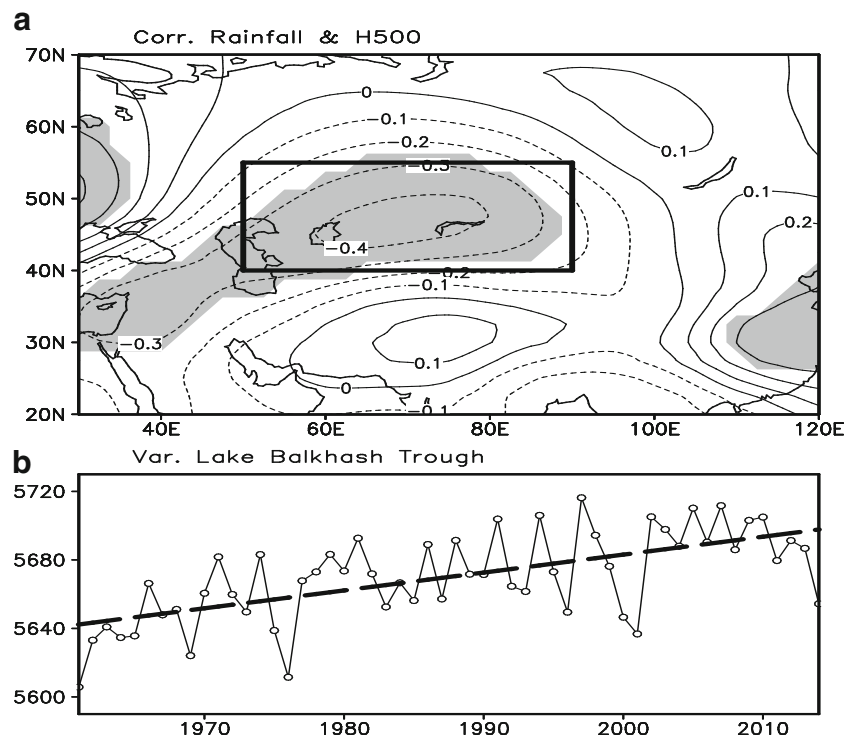 a
Corr. Rainfall & H500
70N
0
60N
-0.1
-0.2
0.1
-0.3
50N
0.1
0.2
-0.4
40N
-0.2
-0.1
30N
-0.3
0.1
0
20N
-0.1
40E 60E 80E 100E 120E
b
Var. Lake Balkhash Trough
5720
5680
5640
5600
1970 1980 1990 2000 2010